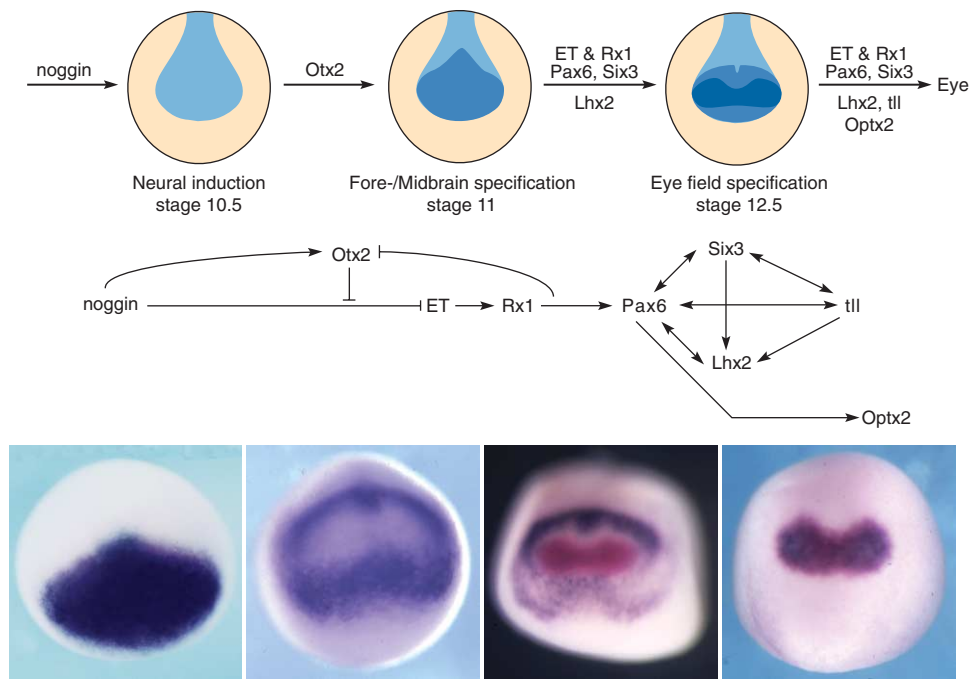 noggin
Otx2
ET & Rx1
Pax6, Six3
Lhx2
ET & Rx1
Pax6, Six3
Lhx2, tll
Optx2
Eye
Neural induction
stage 10.5
Fore-/Midbrain specification
stage 11
Eye field specification
stage 12.5
noggin
Otx2
ET
Rx1
Pax6
Six3
tll
Lhx2
Optx2